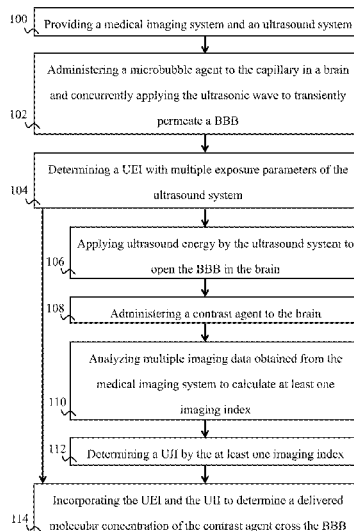 100
Providing a medical imaging system and an ultrasound system
Administering a microbubble agent to the capillary in a brain
and concurrently applying the ultrasonic wave to transiently
102
permeate a BBB
Determining a UEI with multiple exposure parameters of the
104
ultrasound system
Applying ultrasound energy by the ultrasound system to
106
open the BBB in the brain
108
Administering a contrast agent to the brain
Analyzing multiple imaging data obtained from the
medical imaging system to calculate at least one
110
imaging index
112
Determining a UII by the at least one imaging index
114
Incorporating the UEI and the UII to determine a delivered
molecular concentration of the contrast agent cross the BBB